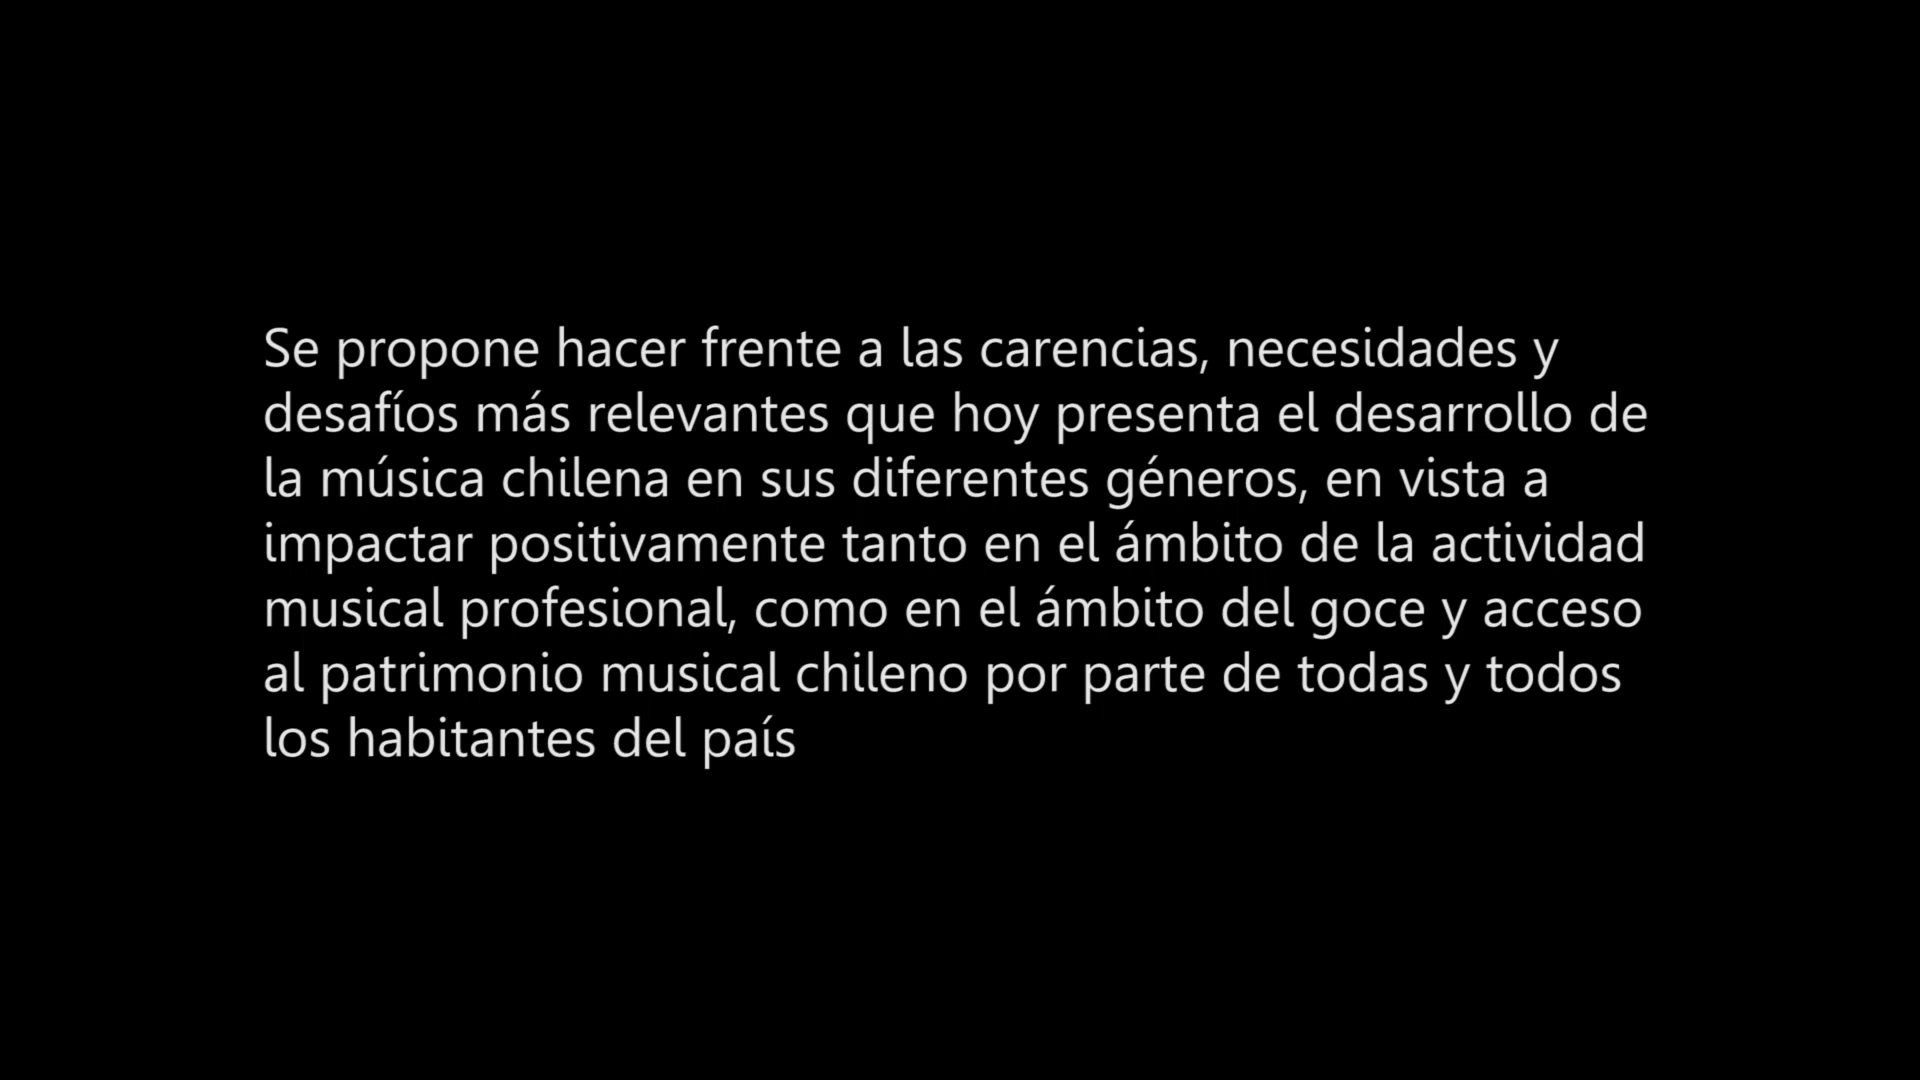 Se propone hacer frente a las carencias, necesidades y
desafíos más relevantes que hoy presenta el desarrollo de
la música chilena en sus diferentes géneros, en vista a
impactar positivamente tanto en el ámbito de la actividad
musical profesional, como en el ámbito del goce y acceso
al patrimonio musical chileno por parte de todas y todos
los habitantes del país